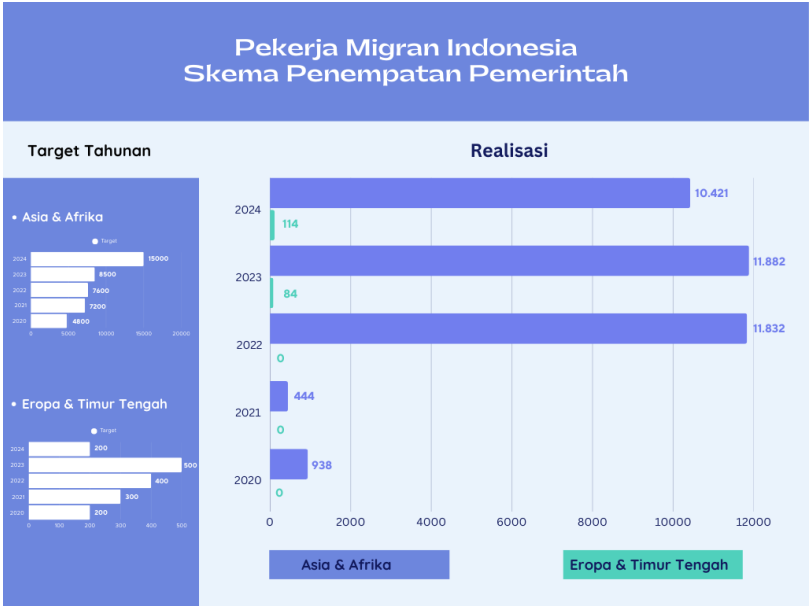 Pekerja Migran Indonesia
Skema Penempatan Pemerintah
Target Tahunan
• Asia & Afrika
Target
2024 15000
2023 8500
2022 7600
2021 7200
2020 4800
0 5000 10000 15000 20000
• Eropa & Timur Tengah
Target
2024 200
2023 500
2022 400
2021 300
2020 200
0 100 200 300 400 500
Realisasi
10.421
2024
114
11.882
2023
84
11.832
2022
0
444
2021
0
938
2020
0
0 2000 4000 6000 8000 10000 12000
Asia & Afrika
Eropa & Timur Tengah